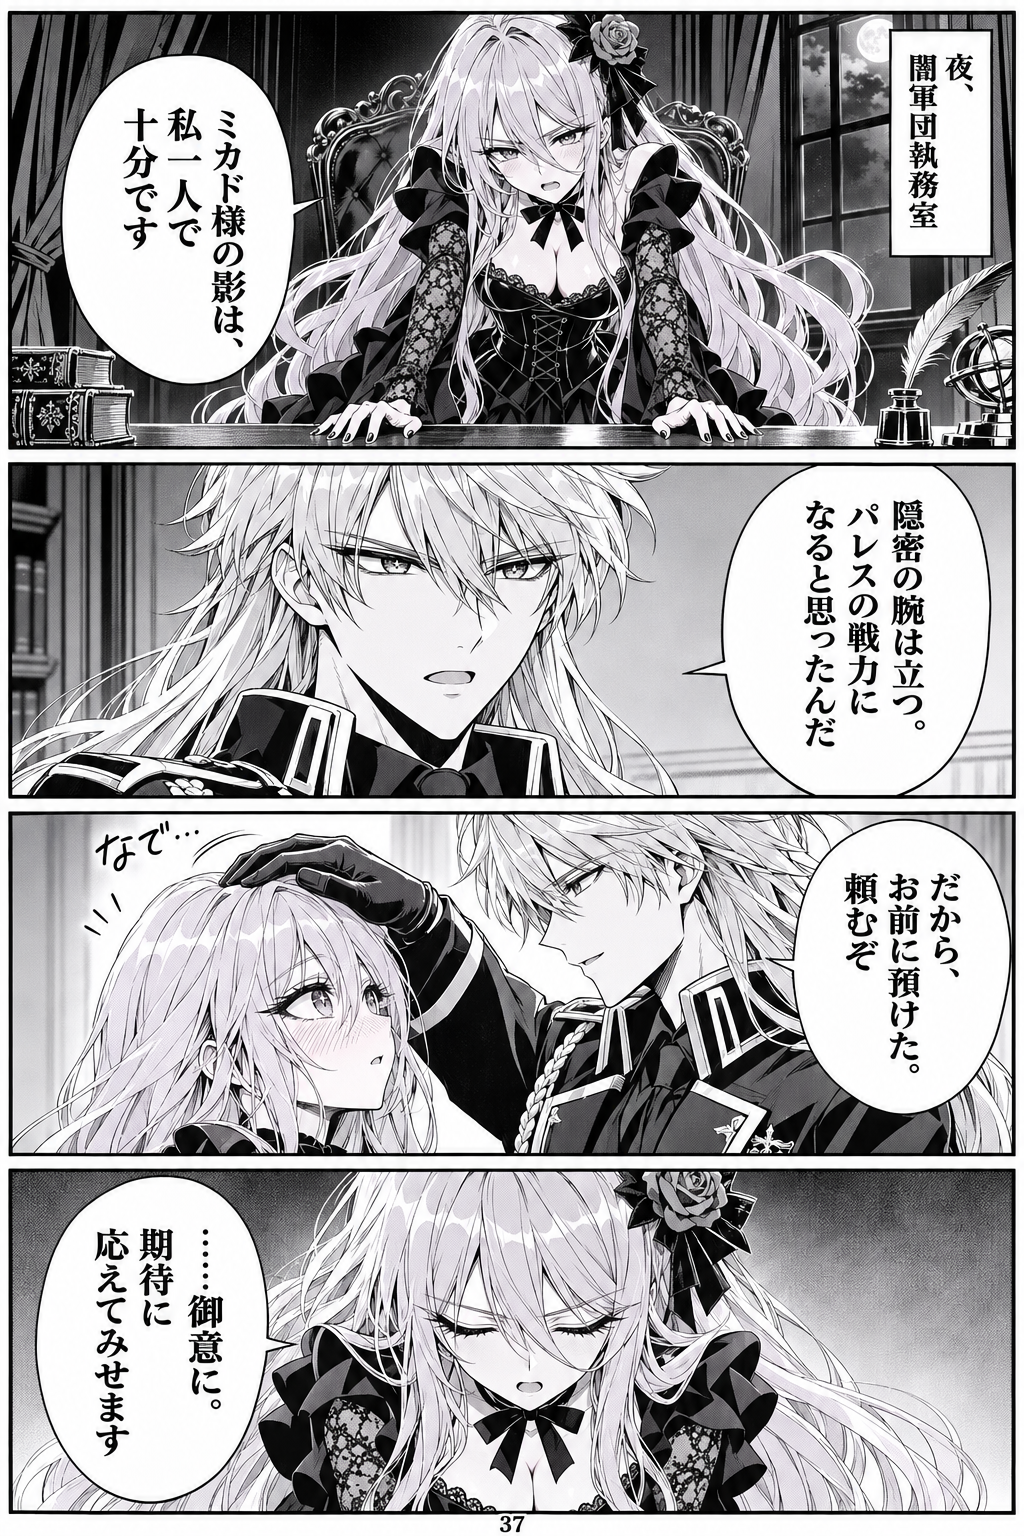 夜、
闇軍団執務室
ミカド様の影は、
私一人で
十分です
隠密の腕は立つ。
パレスの戦力に
なると思ったんだ
だから、
お前に預けた。
頼むぞ
なで…
……御意に。
期待に
応えてみせます
37